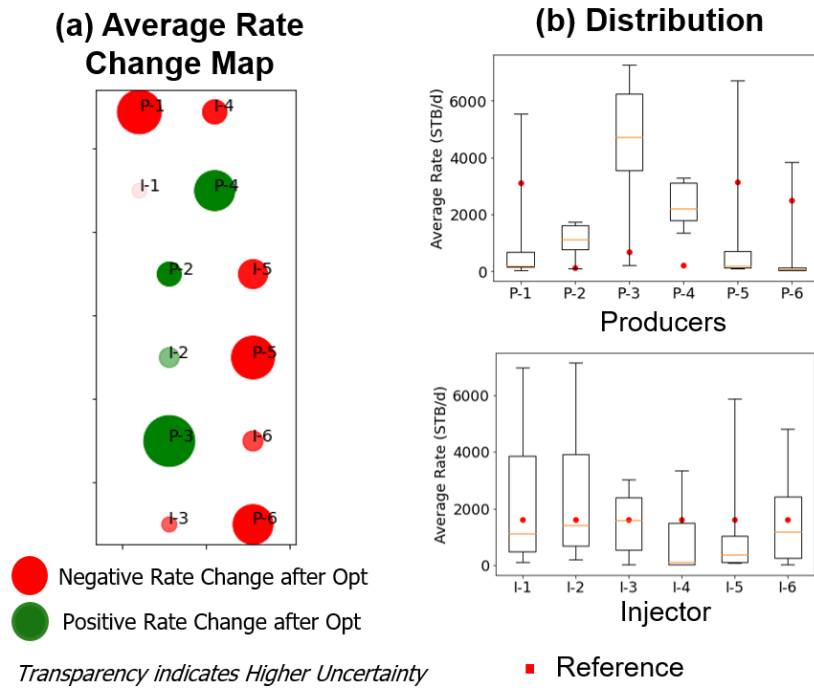 (a) Average Rate
Change Map
P-1
I-4
I-1
P-4
P-2
I-5
I-2
P-5
P-3
I-6
I-3
P-6
Negative Rate Change after Opt
Positive Rate Change after Opt
Transparency indicates Higher Uncertainty
(b) Distribution
Average Rate (STB/d)
6000
4000
2000
0
P-1 P-2 P-3 P-4 P-5 P-6
Producers
Average Rate (STB/d)
6000
4000
2000
0
I-1 I-2 I-3 I-4 I-5 I-6
Injector
Reference